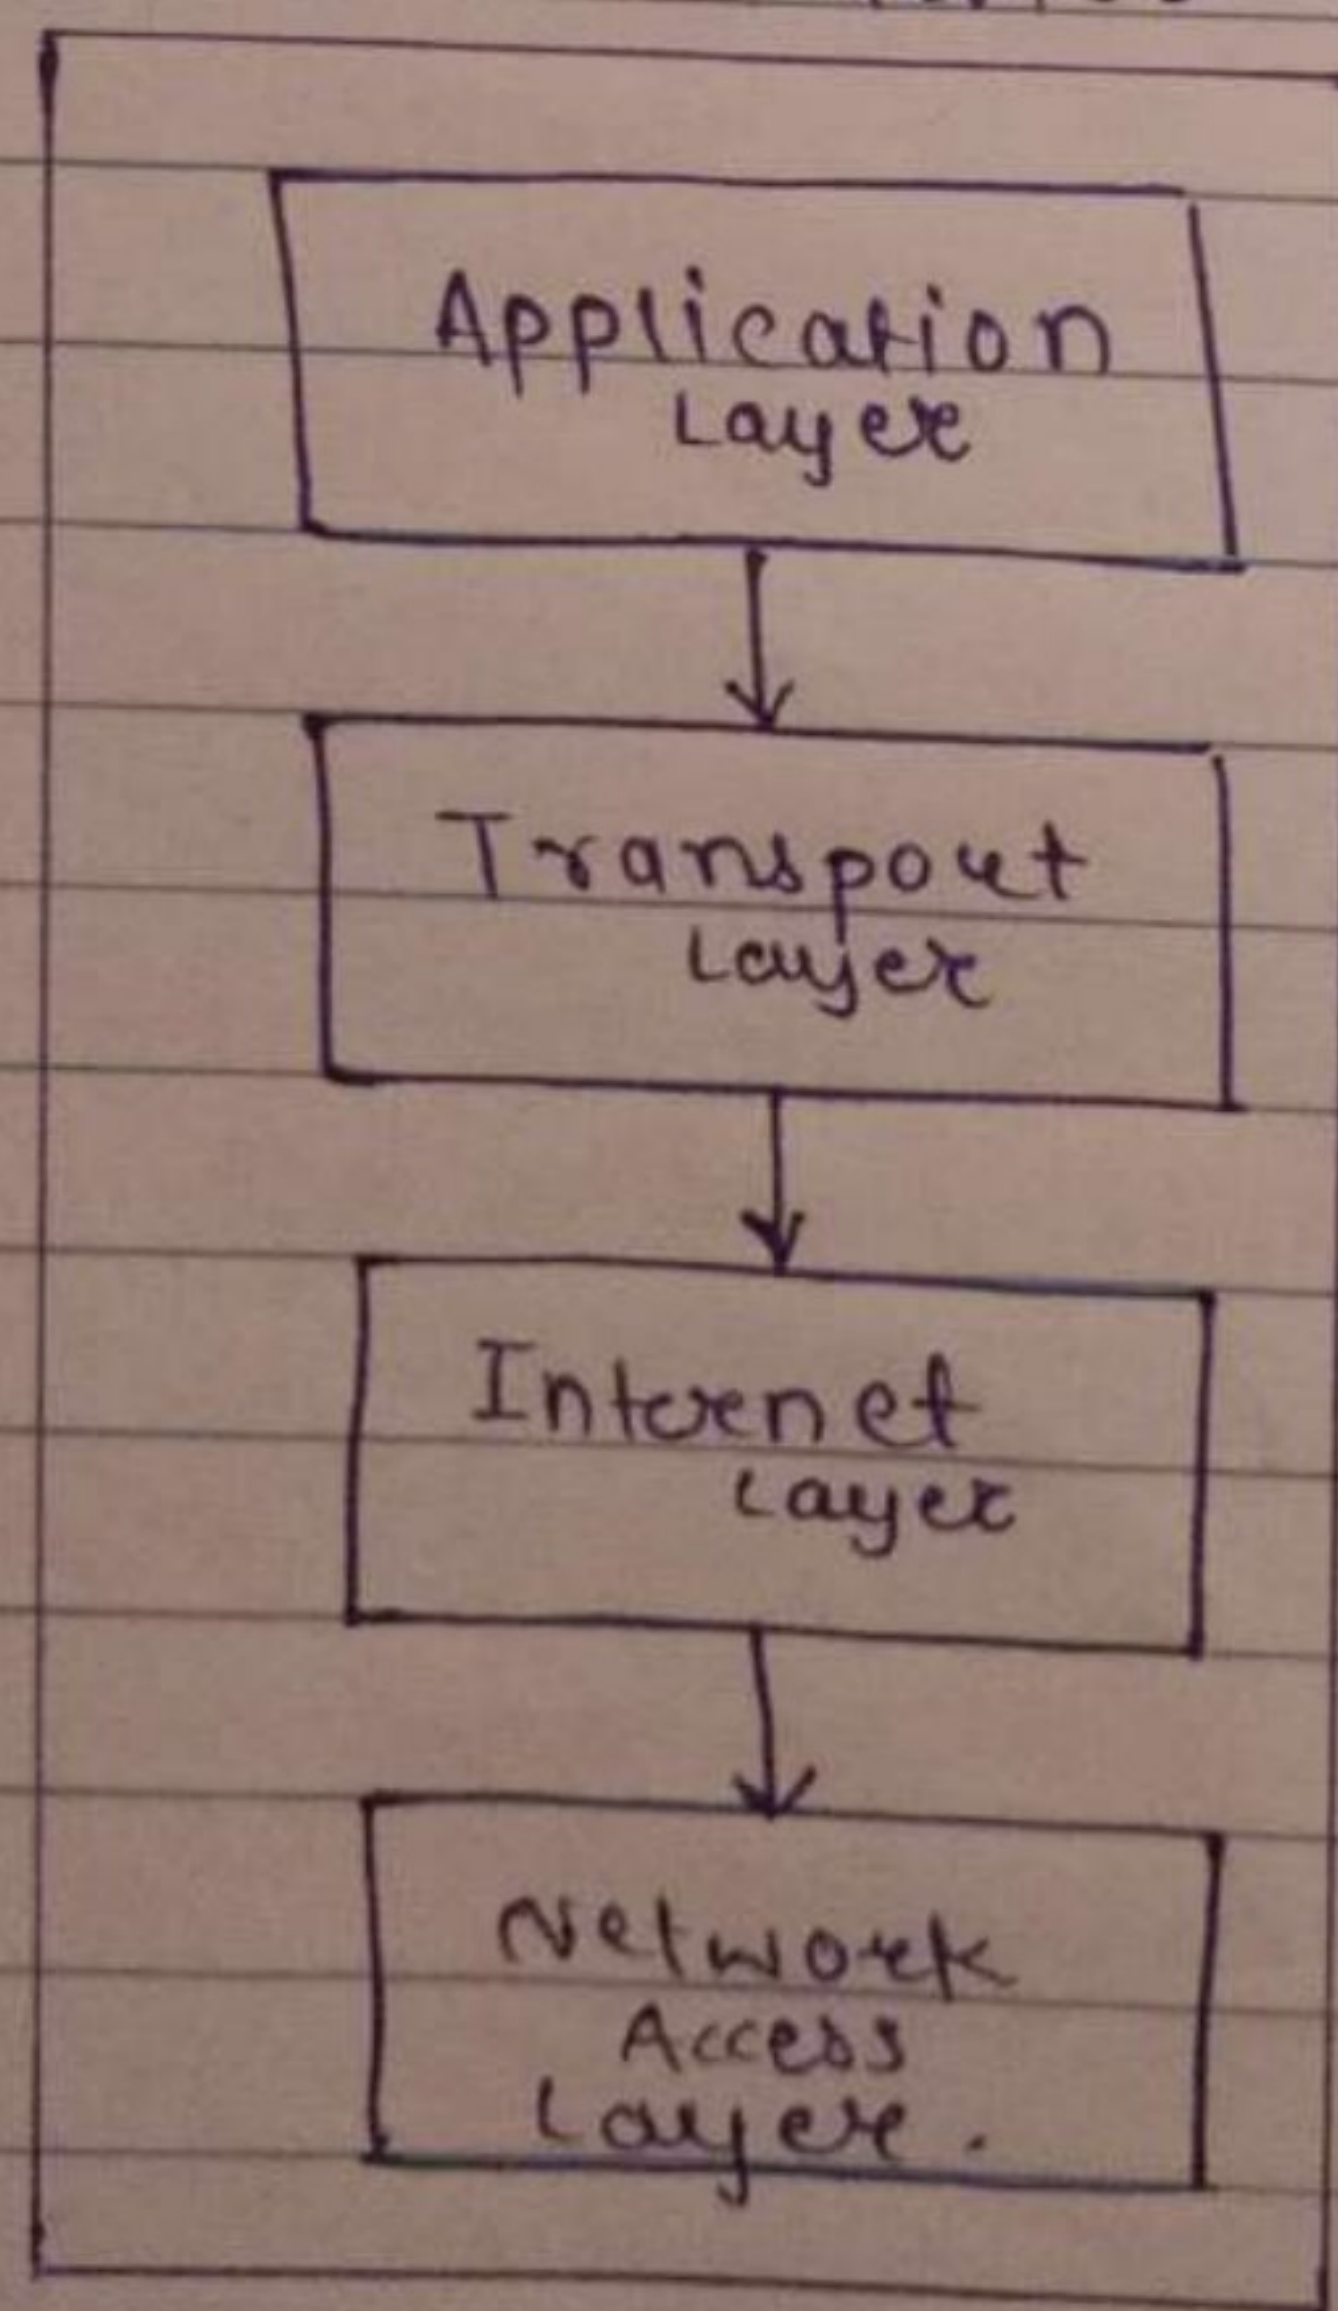 Application
Layer
Transport
Layer
Internet
Layer
Network
Access
Layer.